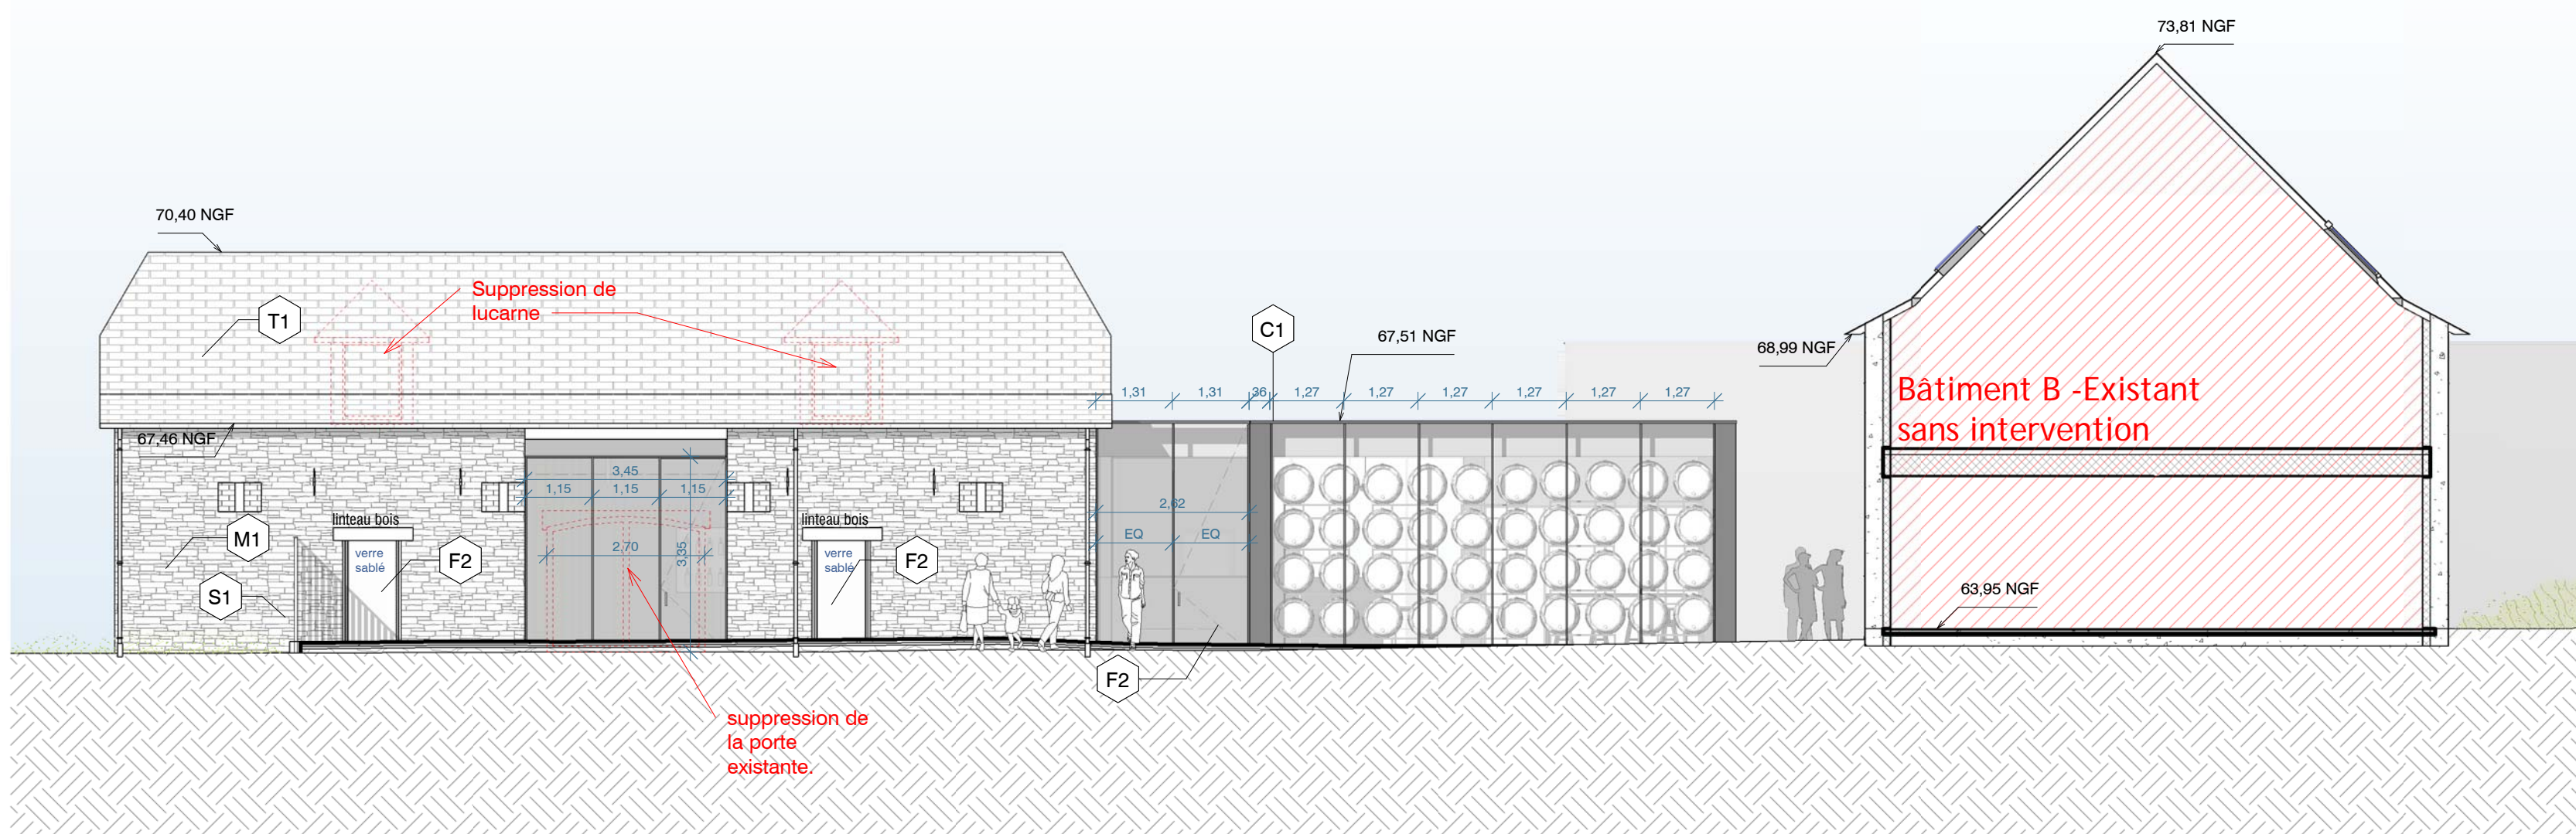 73,81 NGF
70,40 NGF
Suppression de
lucarne
T1
C1
67,51 NGF
68,99 NGF
1,31
1,31
36
1,27
1,27
1,27
1,27
1,27
1,27
Bâtiment B -Existant
sans intervention
67,46 NGF
3,45
1,15
1,15
1,15
2,62
EQ
EQ
linteau bois
linteau bois
M1
verre
sablé
F2
2,70
3,35
verre
sablé
F2
S1
63,95 NGF
F2
suppression de
la porte
existante.